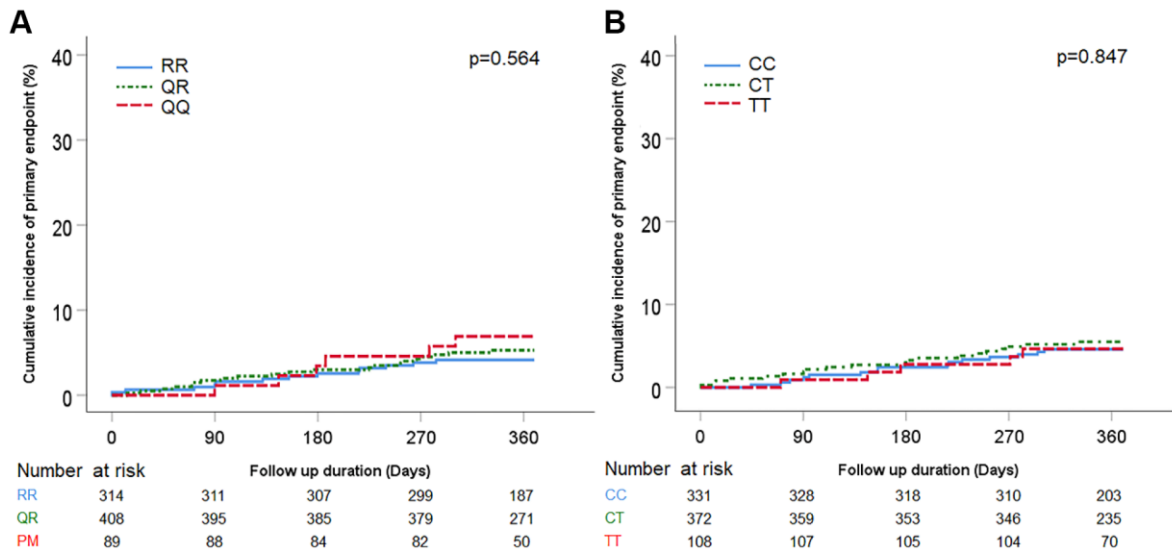 A
Cumulative incidence of primary endpoint (%)
40
30
20
10
0
RR
QR
QQ
p=0.564
0 90 180 270 360
Number at risk Follow up duration (Days)
RR 314 311 307 299 187
QR 408 395 385 379 271
PM 89 88 84 82 50
B
Cumulative incidence of primary endpoint (%)
40
30
20
10
0
CC
CT
TT
p=0.847
0 90 180 270 360
Number at risk Follow up duration (Days)
CC 331 328 318 310 203
CT 372 359 353 346 235
TT 108 107 105 104 70